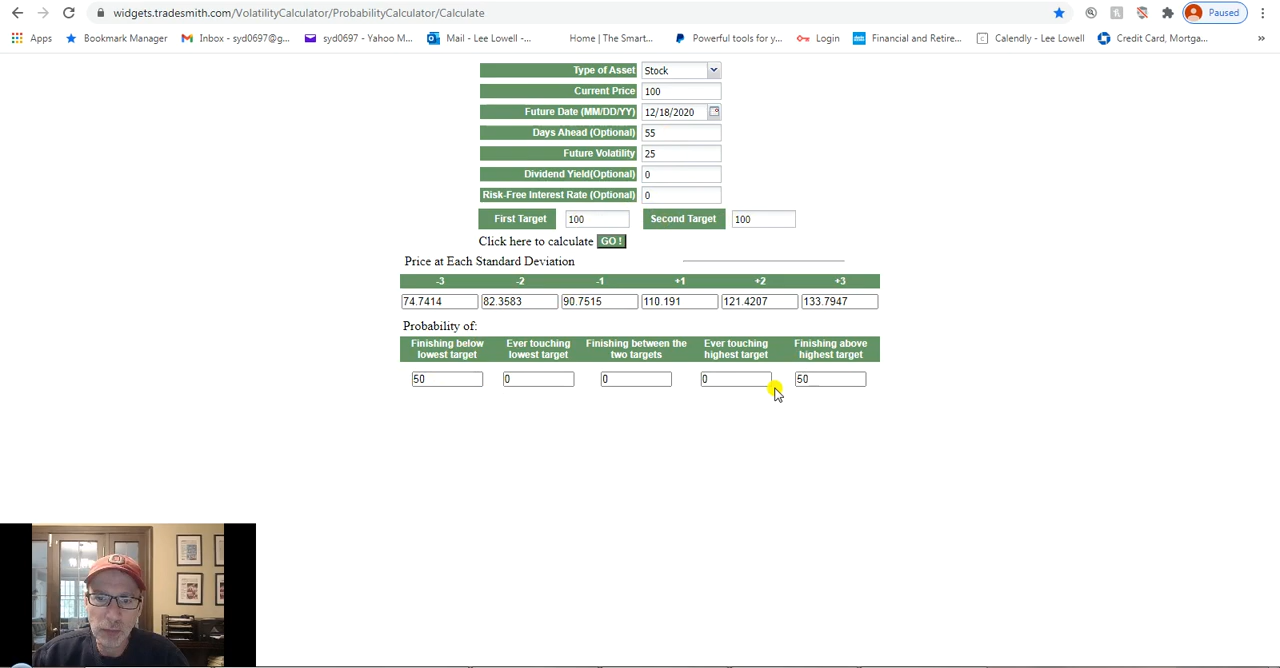 widgets.tradesmith.com/VolatilityCalculator/ProbabilityCalculator/Calculate
Paused
Apps
Bookmark Manager
Inbox - syd0697@g...
syd0697 - Yahoo M...
Mail - Lee Lowell -...
Home | The Smart...
Powerful tools for y...
Login
Financial and Retire...
Calendly - Lee Lowell
Credit Card, Mortga...
»
Type of Asset Stock
Current Price 100
Future Date (MM/DD/YY) 12/18/2020
Days Ahead (Optional) 55
Future Volatility 25
Dividend Yield(Optional) 0
Risk-Free Interest Rate (Optional) 0
First Target 100 Second Target 100
Click here to calculate GO !
Price at Each Standard Deviation
-3 -2 -1 +1 +2 +3
74.7414 82.3583 90.7515 110.191 121.4207 133.7947
Probability of:
Finishing below lowest target
Ever touching lowest target
Finishing between the two targets
Ever touching highest target
Finishing above highest target
50 0 0 0 50